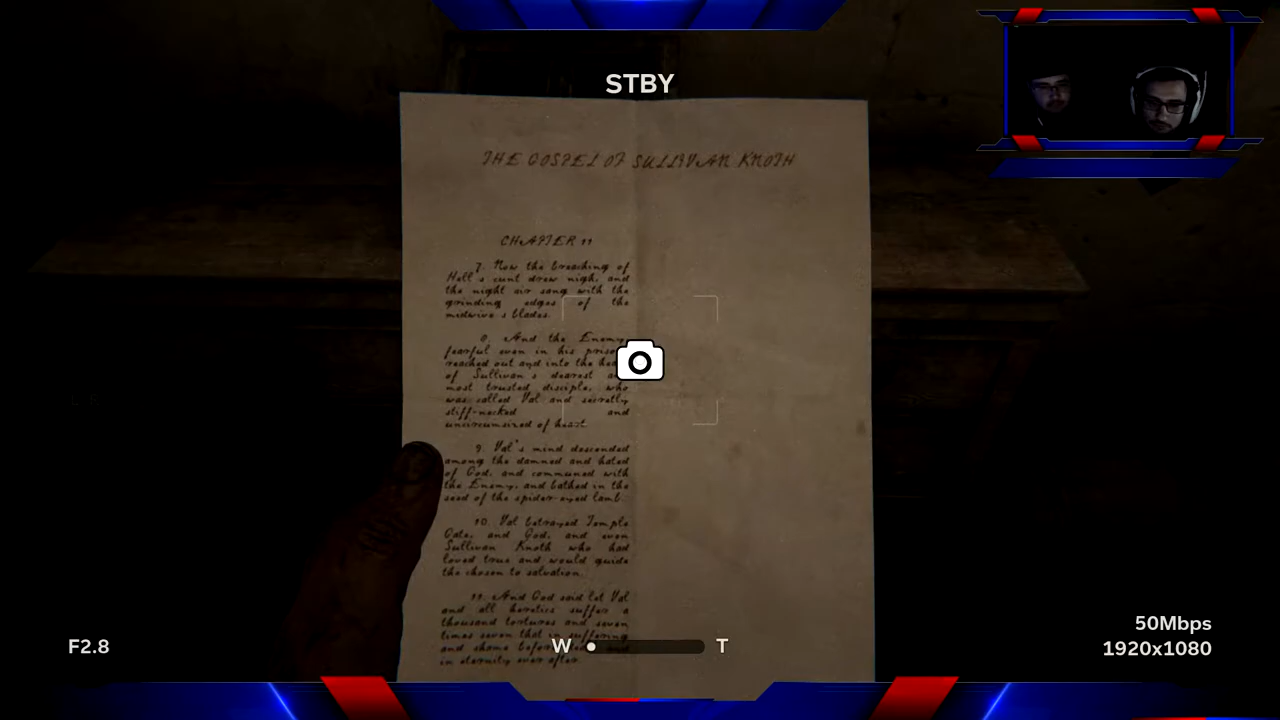 STBY
THE GOSPEL OF SULLIVAN KNOTH
CHAPTER 11
7. Now the breaching of
Hell's cunt drew nigh, and
the night air sang with the
grinding edges of the
midwive's blades.
8. And the Enemy,
fearful even in his prison
reached out and into the
of Sullivan's dearest
most trusted disciple, who
was called Val and secretly
stiff-necked and
uncircumsized of heart.
9. Val's mind descended
among the damned and hated
of God, and communed with
the Enemy, and bathed in the
seed of the spider-eyed lamb.
10. Val betrayed Temple
Gate, and God, and even
Sullivan Knoth who had
loved true and would guide
the chosen to salvation.
11. And God said let Val
and all heretics suffer a
thousand tortures and seven
times seven that in suffering
and shame before
in eternity ever after.
F2.8
W T
50Mbps
1920x1080